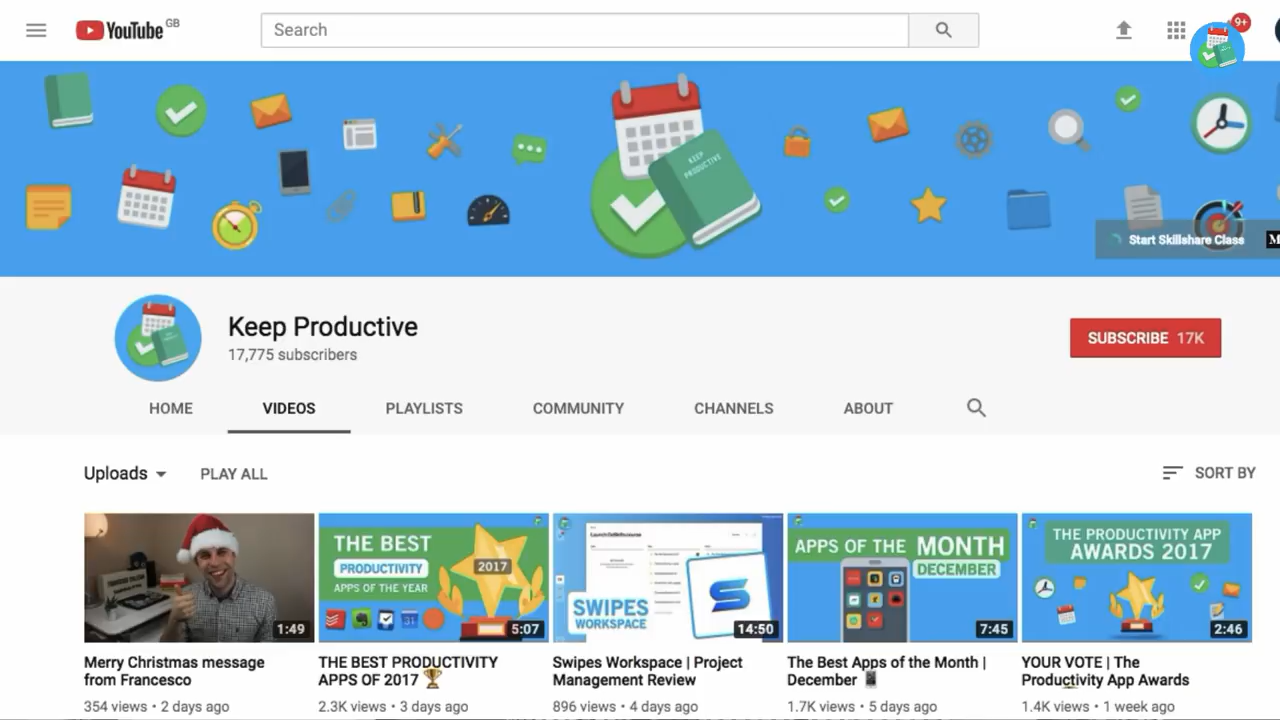 YouTube GB
Search
9+
KEEP
PRODUCTIVE
Start Skillshare Class
Keep Productive
17,775 subscribers
SUBSCRIBE 17K
HOME
VIDEOS
PLAYLISTS
COMMUNITY
CHANNELS
ABOUT
Uploads
PLAY ALL
SORT BY
1:49
THE BEST
PRODUCTIVITY
APPS OF THE YEAR
2017
5:07
SWIPES
WORKSPACE
14:50
APPS OF THE MONTH
DECEMBER
7:45
THE PRODUCTIVITY APP
AWARDS 2017
2:46
Merry Christmas message
from Francesco
354 views • 2 days ago
THE BEST PRODUCTIVITY
APPS OF 2017 🏆
2.3K views • 3 days ago
Swipes Workspace | Project
Management Review
896 views • 4 days ago
The Best Apps of the Month |
December 📱
1.7K views • 5 days ago
YOUR VOTE | The
Productivity App Awards
1.4K views • 1 week ago